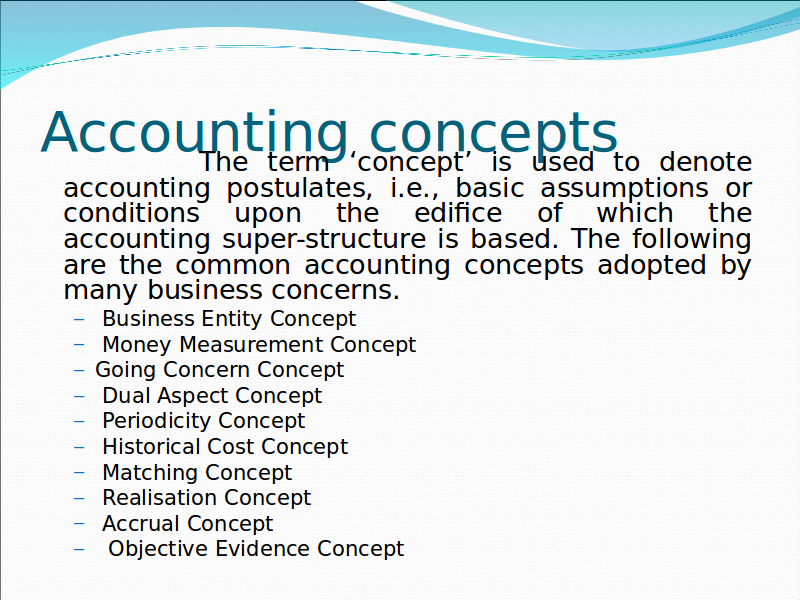 Accounting concepts
The term ‘concept’ is used to denote
accounting postulates, i.e., basic assumptions or
conditions upon the edifice of which the
accounting super-structure is based. The following
are the common accounting concepts adopted by
many business concerns.
– Business Entity Concept
– Money Measurement Concept
– Going Concern Concept
– Dual Aspect Concept
– Periodicity Concept
– Historical Cost Concept
– Matching Concept
– Realisation Concept
– Accrual Concept
– Objective Evidence Concept